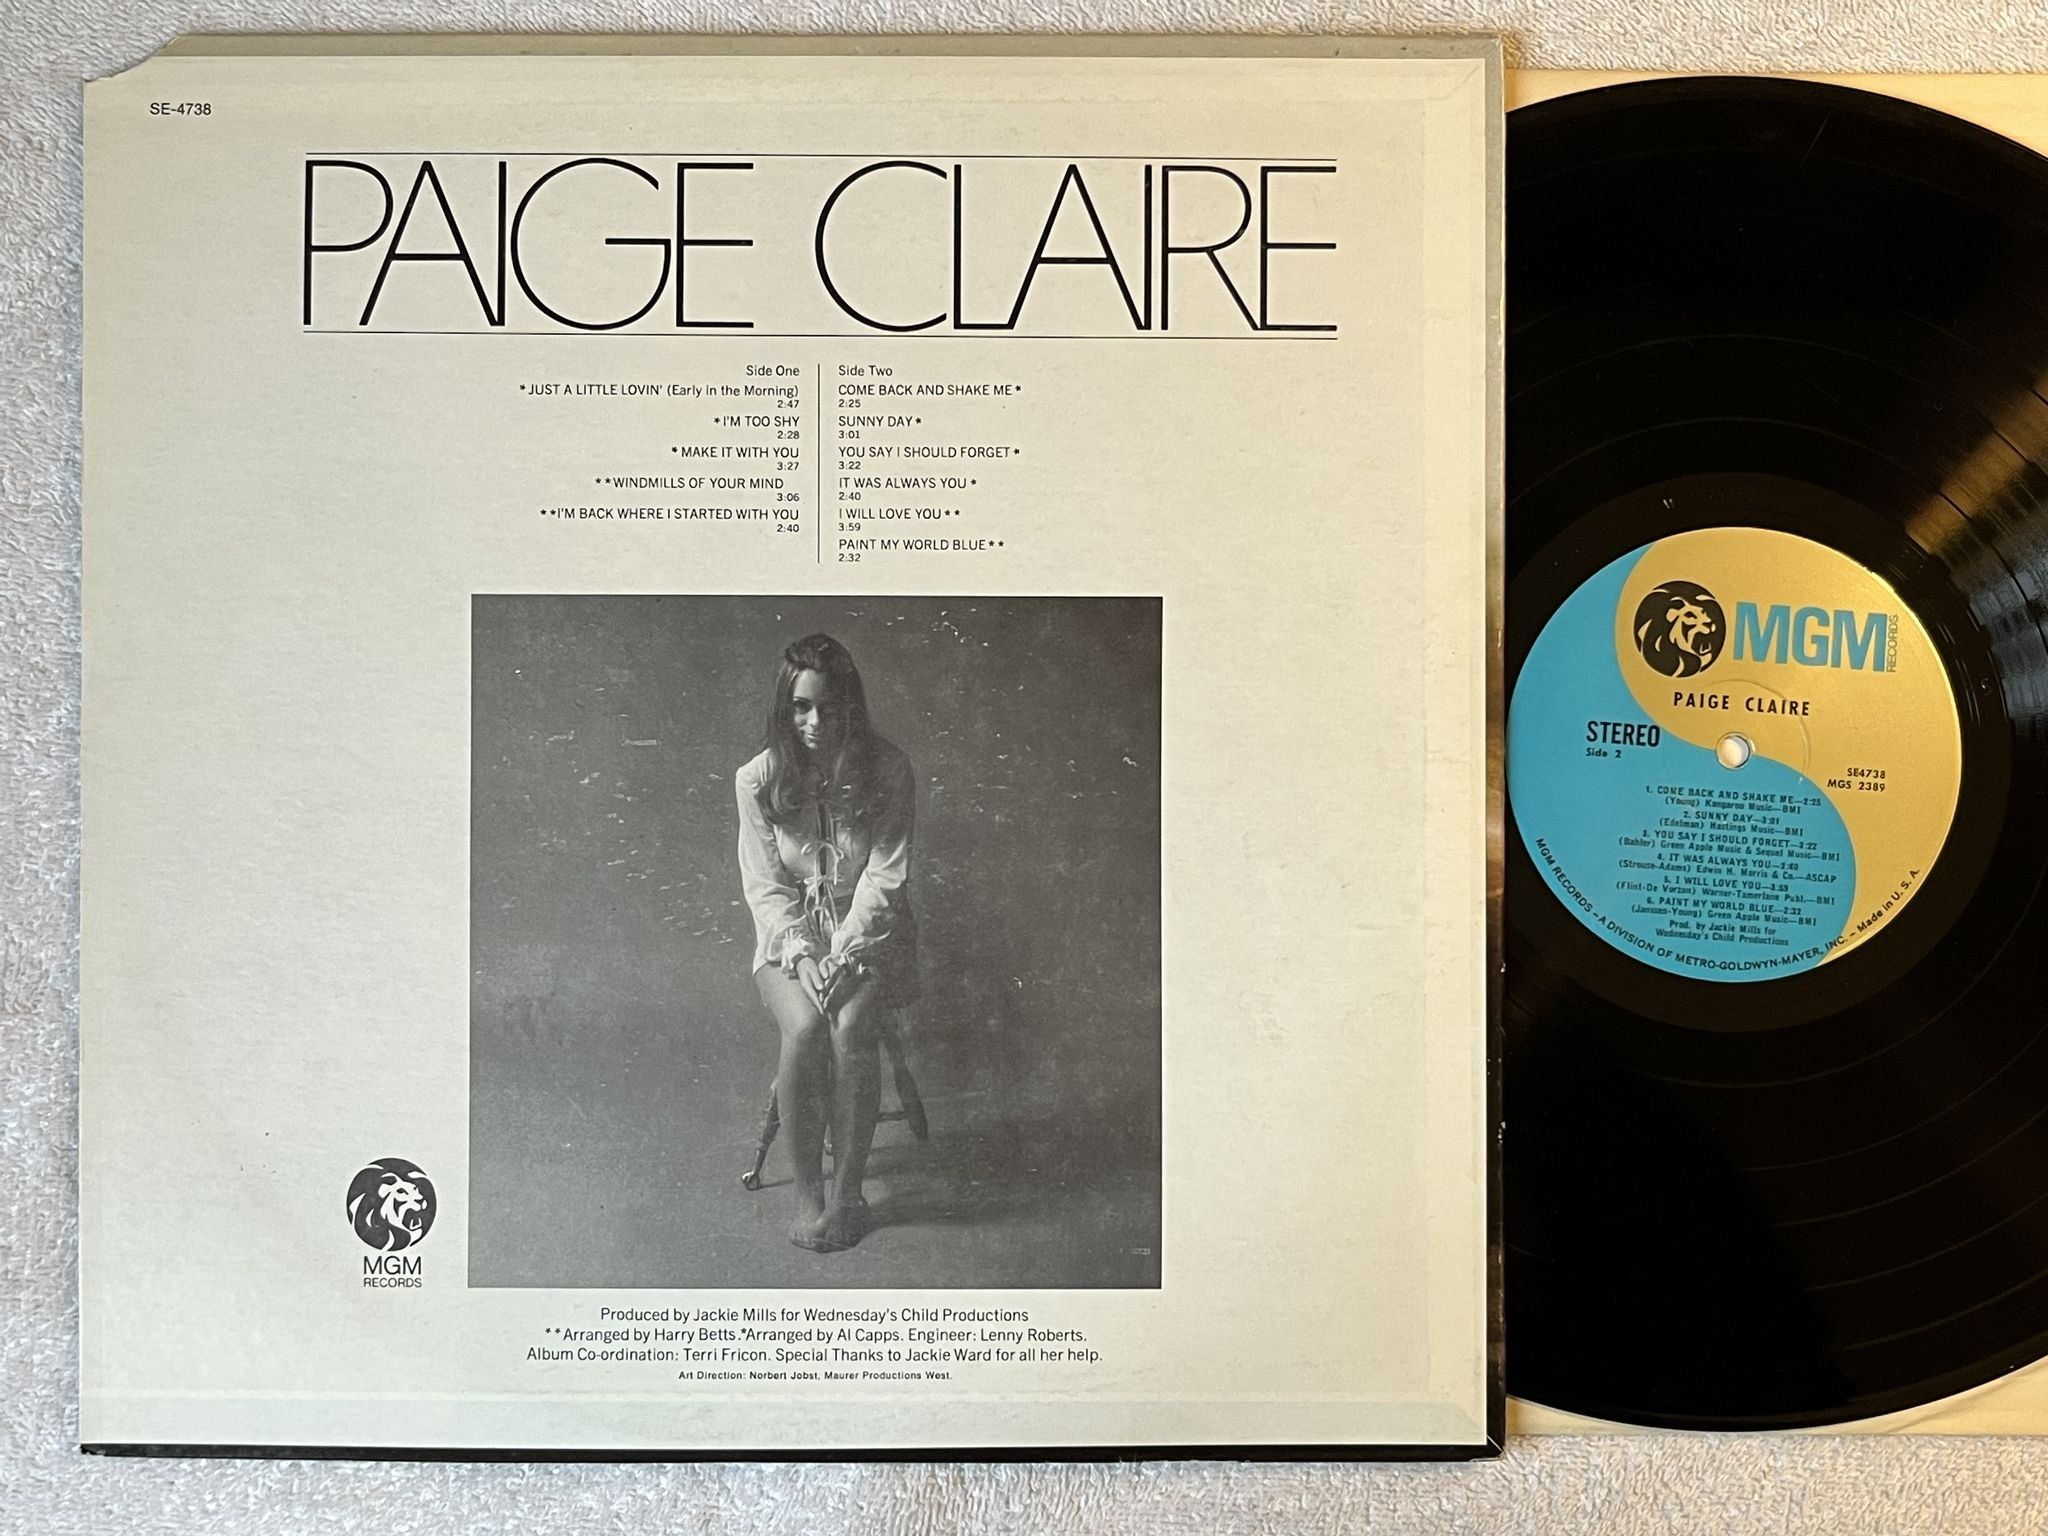 SE-4738
PAIGE CLAIRE
Side One
*JUST A LITTLE LOVIN' (Early in the Morning)
2:47
*I'M TOO SHY
2:28
*MAKE IT WITH YOU
3:27
**WINDMILLS OF YOUR MIND
3:06
**I'M BACK WHERE I STARTED WITH YOU
2:40
Side Two
COME BACK AND SHAKE ME*
2:25
SUNNY DAY*
3:01
YOU SAY I SHOULD FORGET*
3:22
IT WAS ALWAYS YOU*
2:40
I WILL LOVE YOU**
3:59
PAINT MY WORLD BLUE**
2:32
MGM
RECORDS
Produced by Jackie Mills for Wednesday's Child Productions
**Arranged by Harry Betts.*Arranged by Al Capps. Engineer: Lenny Roberts.
Album Co-ordination: Terri Fricon. Special Thanks to Jackie Ward for all her help.
Art Direction: Norbert Jobst, Maurer Productions West.
MGM RECORDS
PAIGE CLAIRE
STEREO
Side 2
SE4738
MGS 2389
1. COME BACK AND SHAKE ME—2:25
(Young) Kangaroo Music—BMI
2. SUNNY DAY—3:01
(Edelman) Hastings Music—BMI
3. YOU SAY I SHOULD FORGET—3:22
(Bahler) Green Apple Music & Sequel Music—BMI
4. IT WAS ALWAYS YOU—2:40
(Strouse-Adams) Edwin H. Morris & Co.—ASCAP
5. I WILL LOVE YOU—3:59
(Flint-De Vorzon) Warner-Tamerlane Publ.—BMI
6. PAINT MY WORLD BLUE—2:32
(Janssen-Young) Green Apple Music—BMI
Prod. by Jackie Mills for
Wednesday's Child Productions
MGM RECORDS – A DIVISION OF METRO-GOLDWYN-MAYER, INC. – Made in U. S. A.